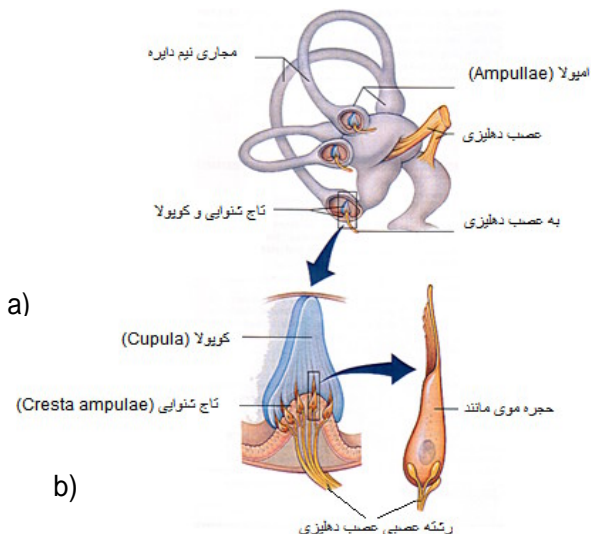 مجاری نیم دایره
امپولا (Ampullae)
عصب دهلیزی
تاج شنوایی و کوپولا
به عصب دهلیزی
a)
کوپولا (Cupula)
تاج شنوایی (Cresta ampulae)
حجره موی مانند
b)
رشته عصبی عصب دهلیزی